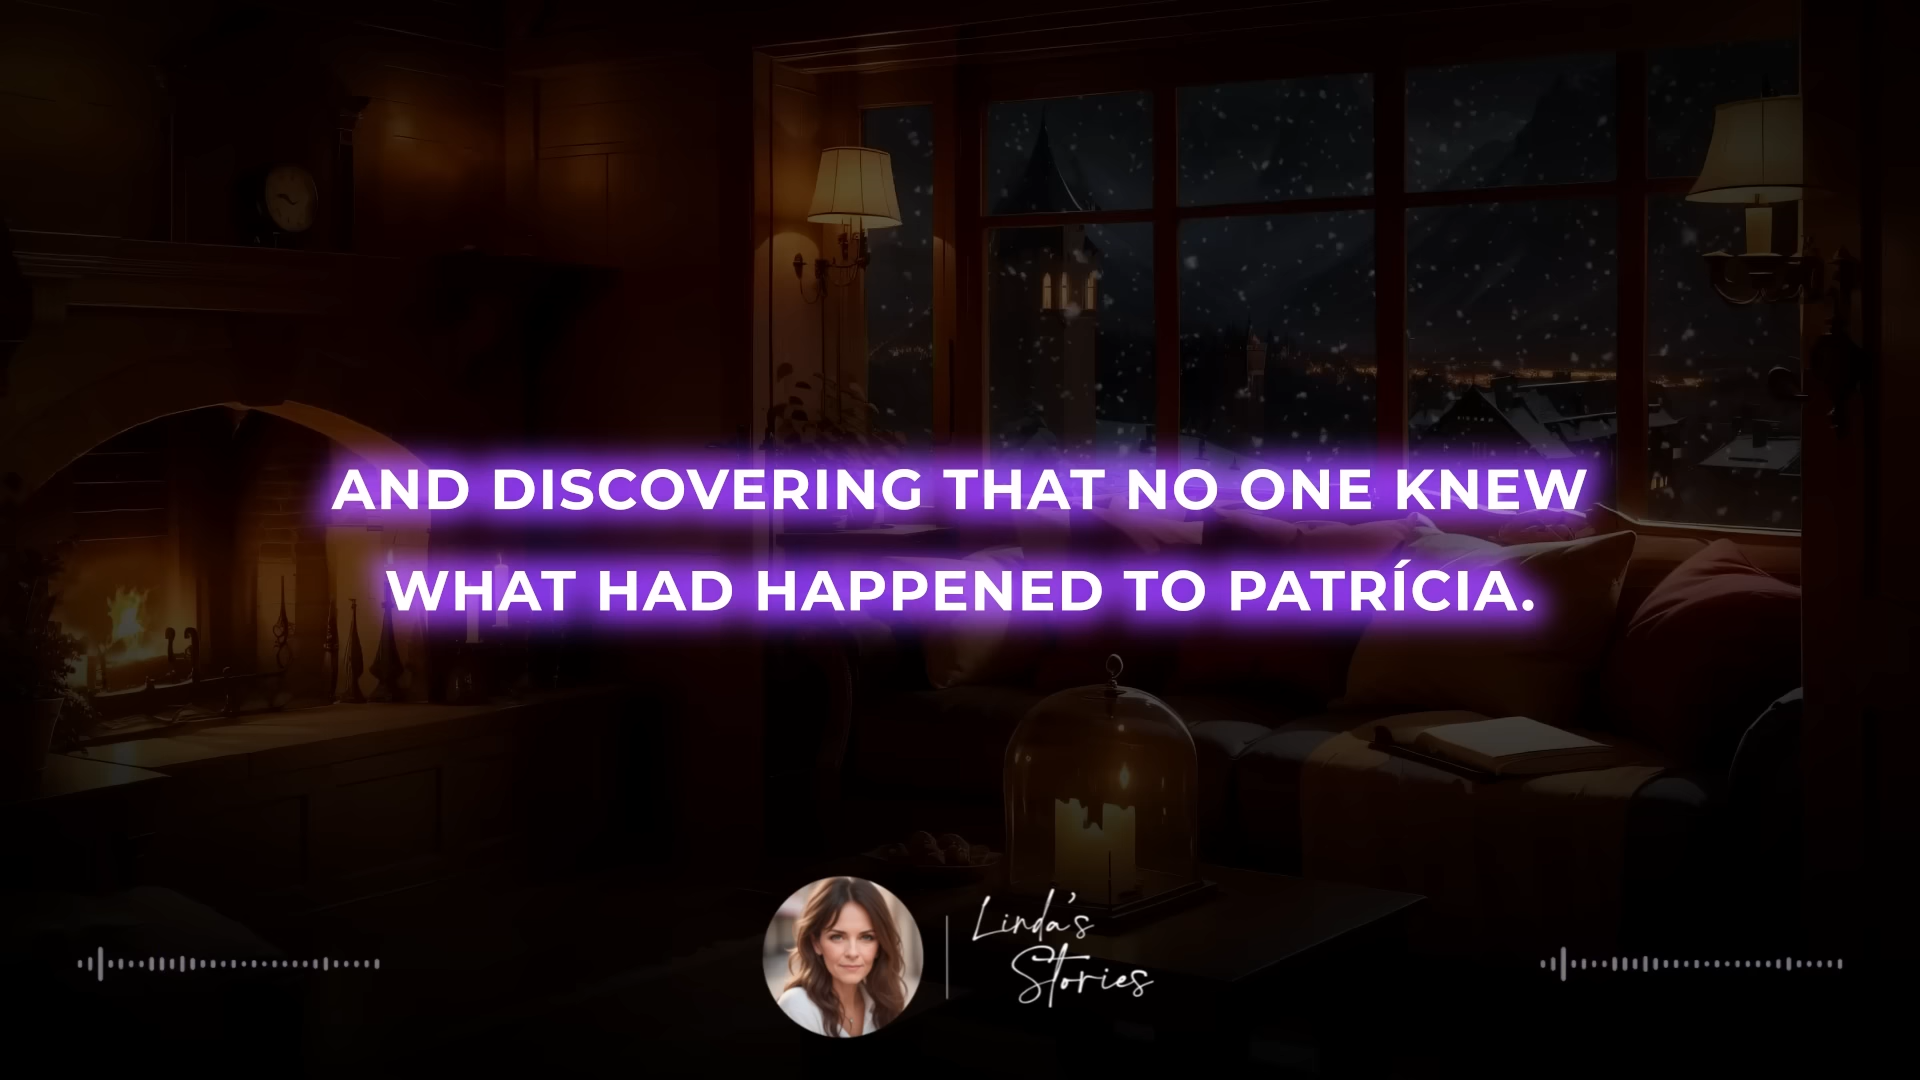 AND DISCOVERING THAT NO ONE KNEW
WHAT HAD HAPPENED TO PATRÍCIA.
Linda's
Stories